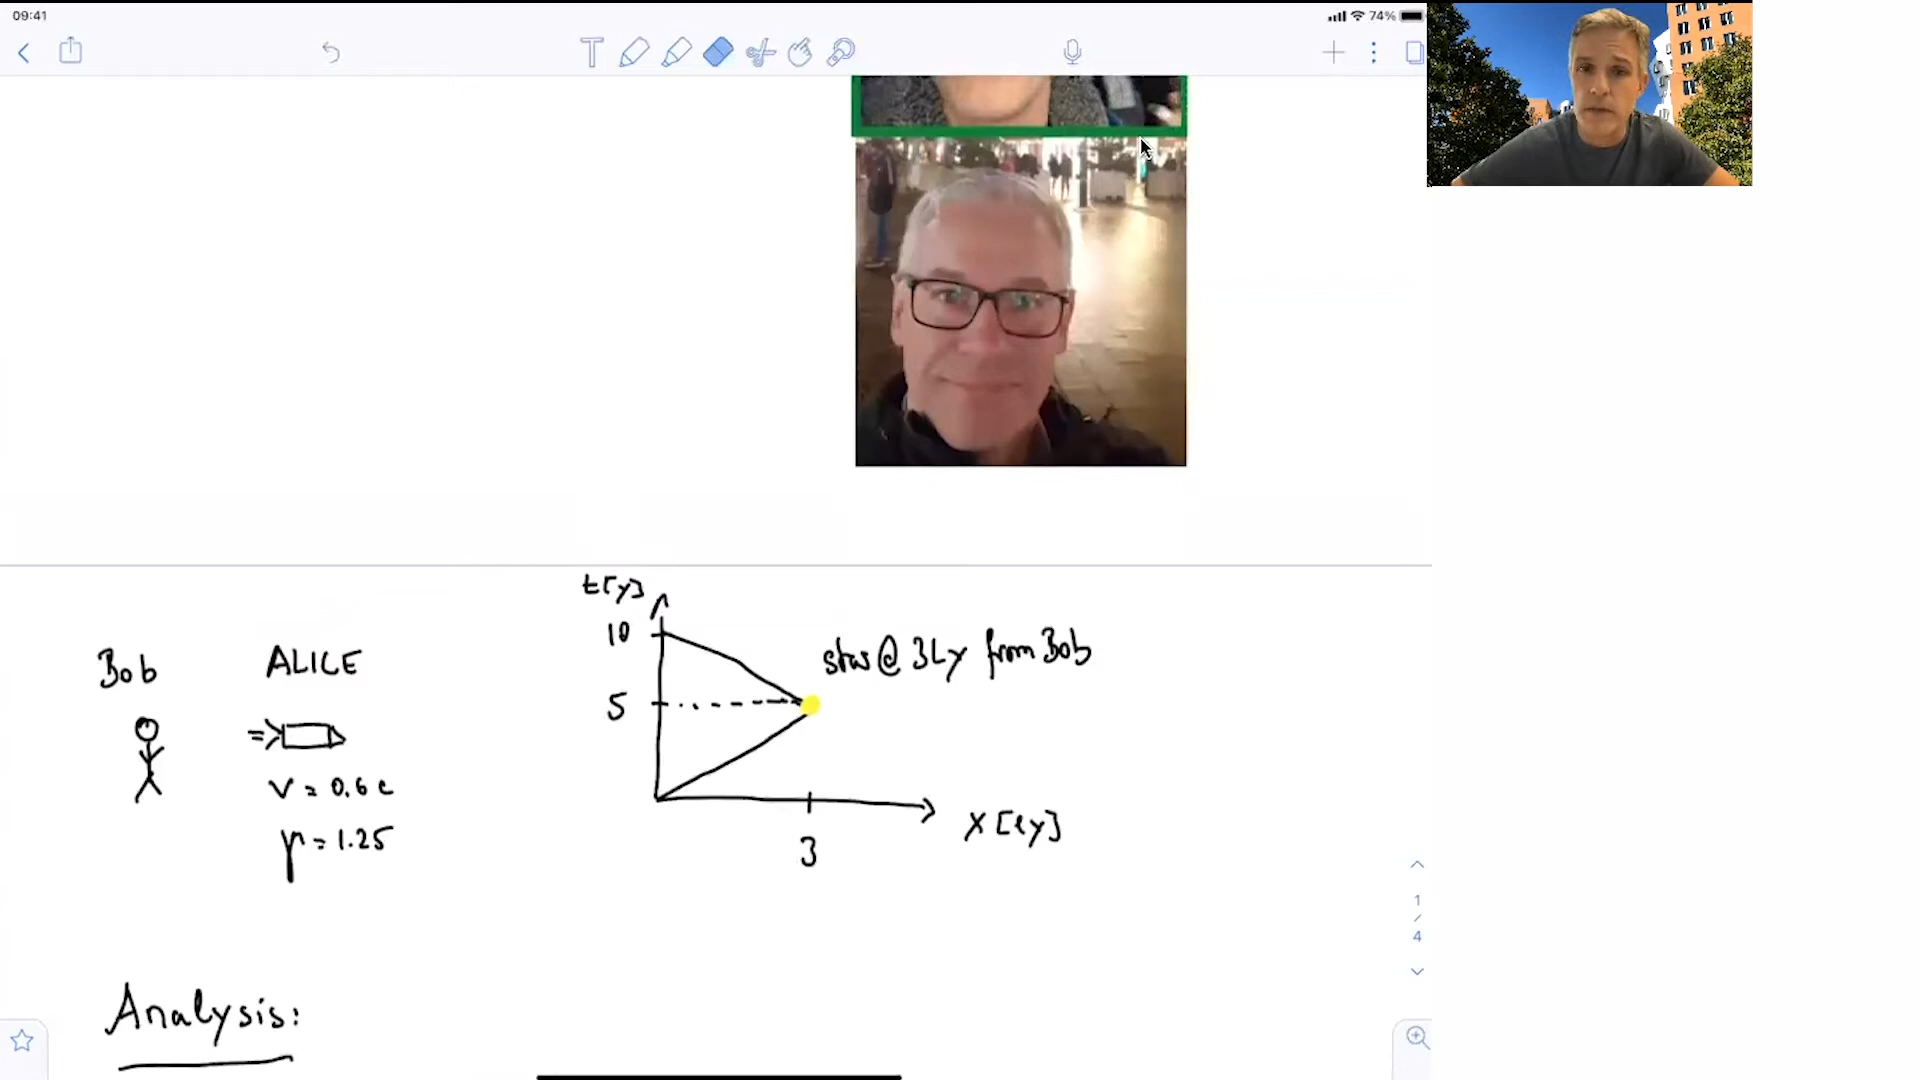 09:41
74%
t[y]
10
star @ 3Ly from Bob
Bob
ALICE
5
v = 0.6 c
γ = 1.25
x [ly]
3
1
/
4
Analysis: